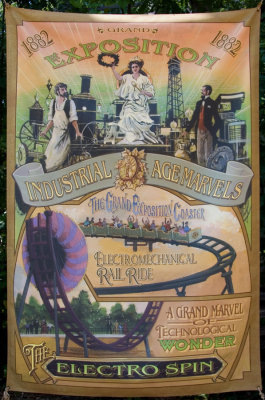 GRAND
1882 1882
EXPOSITION
INDUSTRIAL AGE MARVELS
THE GRAND EXPOSITION COASTER
ELECTROMECHANICAL
RAIL RIDE
A GRAND MARVEL
OF
TECHNOLOGICAL
WONDER
THE
ELECTRO SPIN